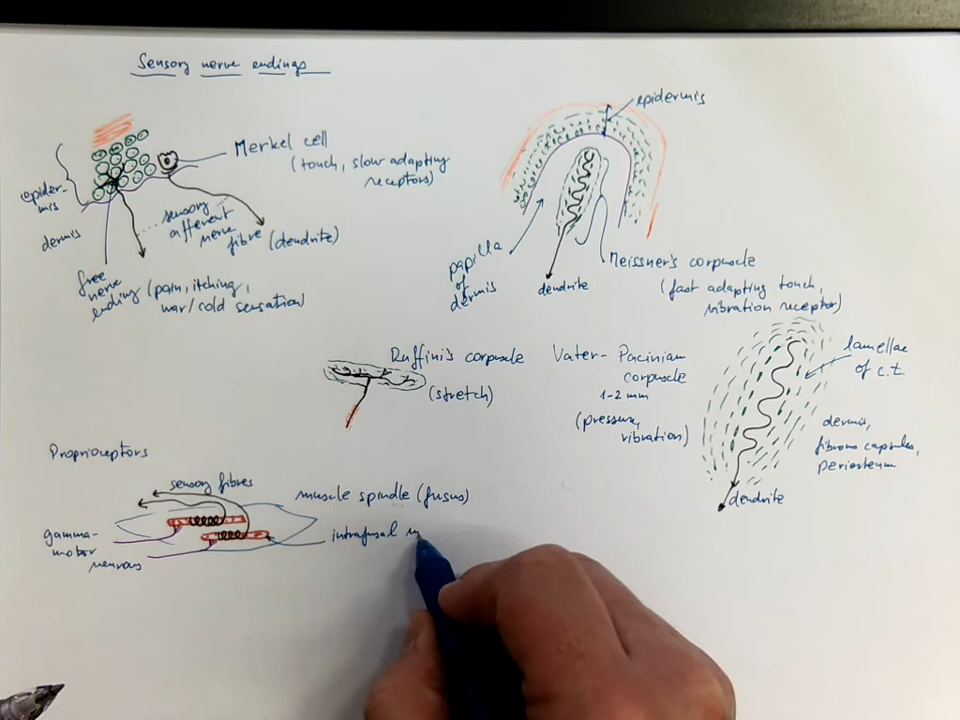 Sensory nerve endings
Merkel cell
(touch, slow adapting
receptors)
epider-
mis
dermis
sensory
afferent
nerve
fibre (dendrite)
free
nerve
ending (pain, itching,
war/cold sensation)
epidermis
papilla
of
dermis
dendrite
Meissner's corpuscle
(fast adapting touch,
vibration receptor)
Ruffini's corpuscle
(stretch)
Vater-Pacinian
corpuscle
1-2 mm
(pressure,
vibration)
lamellae
of c.t.
dermis,
fibrous capsules,
periosteum
dendrite
Proprioceptors
sensory fibres
muscle spindle (fusus)
gamma-
motor
neurons
intrafusal m